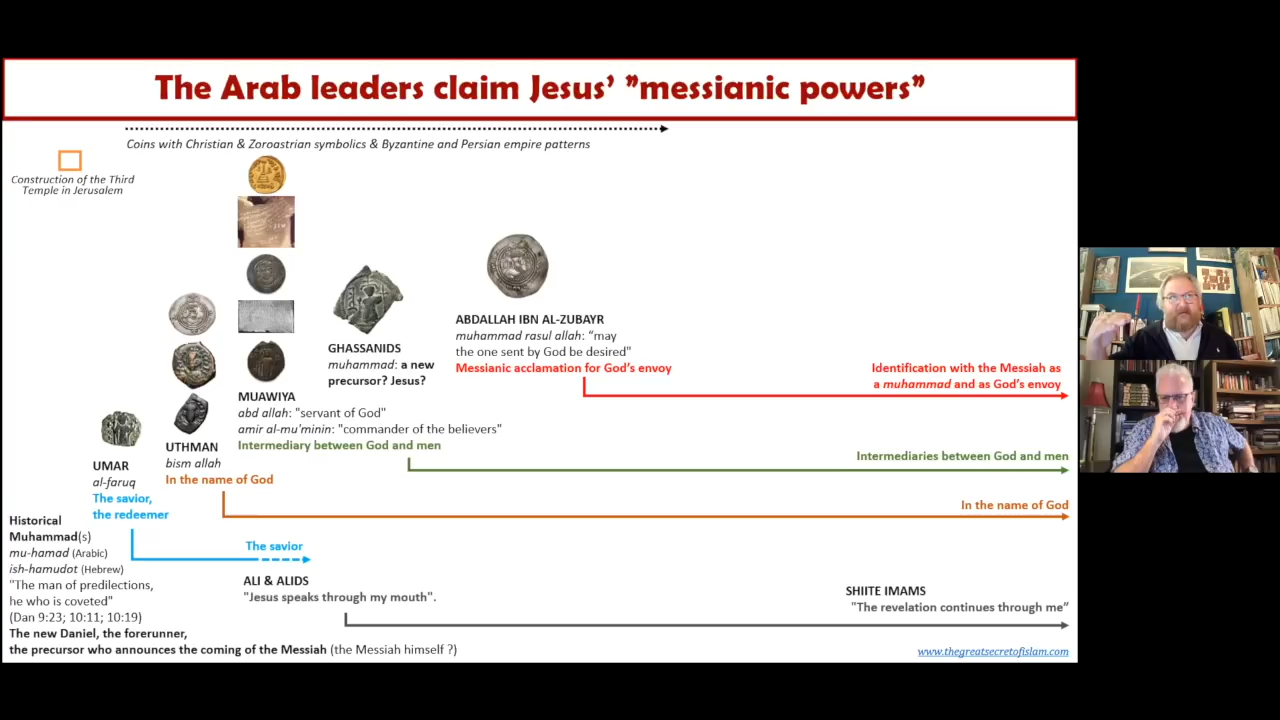 The Arab leaders claim Jesus’ ”messianic powers”
Coins with Christian & Zoroastrian symbolics & Byzantine and Persian empire patterns
Construction of the Third
Temple in Jerusalem
ABDALLAH IBN AL-ZUBAYR
muhammad rasul allah: “may
the one sent by God be desired"
Messianic acclamation for God’s envoy
GHASSANIDS
muhammad: a new
precursor? Jesus?
Identification with the Messiah as
a muhammad and as God’s envoy
MUAWIYA
abd allah: "servant of God"
amir al-mu’minin: "commander of the believers"
Intermediary between God and men
Intermediaries between God and men
UTHMAN
bism allah
In the name of God
In the name of God
UMAR
al-faruq
The savior,
the redeemer
The savior
Historical
Muhammad(s)
mu-hamad (Arabic)
ish-hamudot (Hebrew)
"The man of predilections,
he who is coveted"
(Dan 9:23; 10:11; 10:19)
The new Daniel, the forerunner,
the precursor who announces the coming of the Messiah (the Messiah himself ?)
ALI & ALIDS
"Jesus speaks through my mouth".
SHIITE IMAMS
"The revelation continues through me”
www.thegreatsecretofislam.com